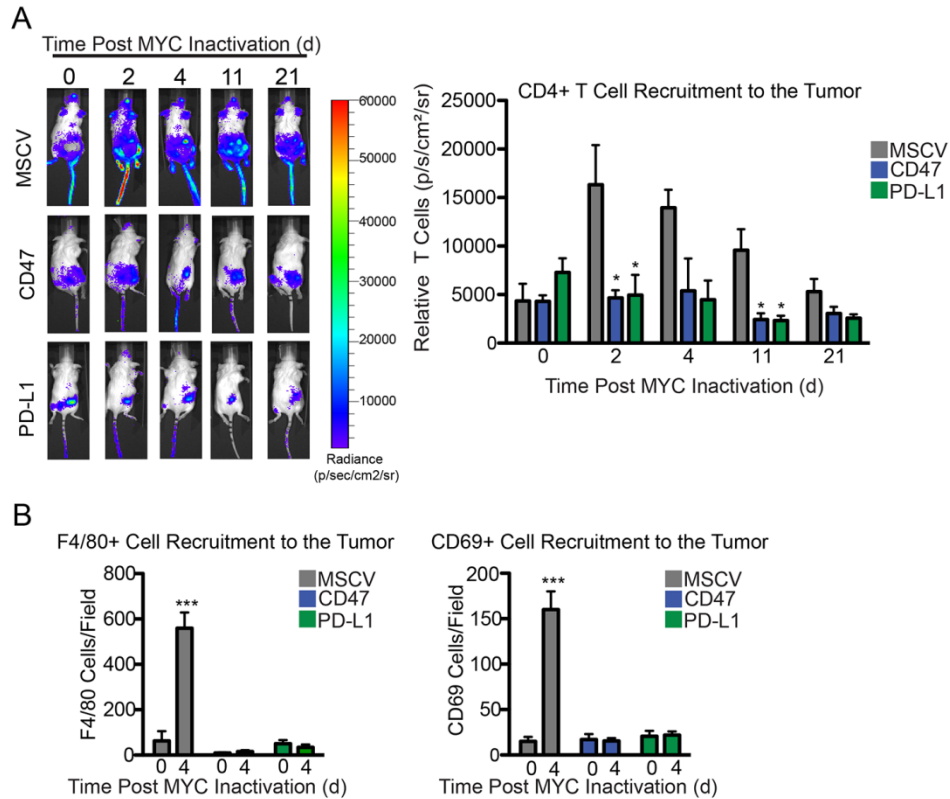 A
Time Post MYC Inactivation (d)
0 2 4 11 21
MSCV
CD47
PD-L1
60000
50000
40000
30000
20000
10000
Radiance
(p/sec/cm2/sr)
CD4+ T Cell Recruitment to the Tumor
Relative T Cells (p/s/cm²/sr)
25000
20000
15000
10000
5000
0
MSCV
CD47
PD-L1
* * * *
0 2 4 11 21
Time Post MYC Inactivation (d)
B
F4/80+ Cell Recruitment to the Tumor
F4/80 Cells/Field
800
600
400
200
0
***
MSCV
CD47
PD-L1
0 4 0 4 0 4
Time Post MYC Inactivation (d)
CD69+ Cell Recruitment to the Tumor
CD69 Cells/Field
200
150
100
50
0
***
MSCV
CD47
PD-L1
0 4 0 4 0 4
Time Post MYC Inactivation (d)